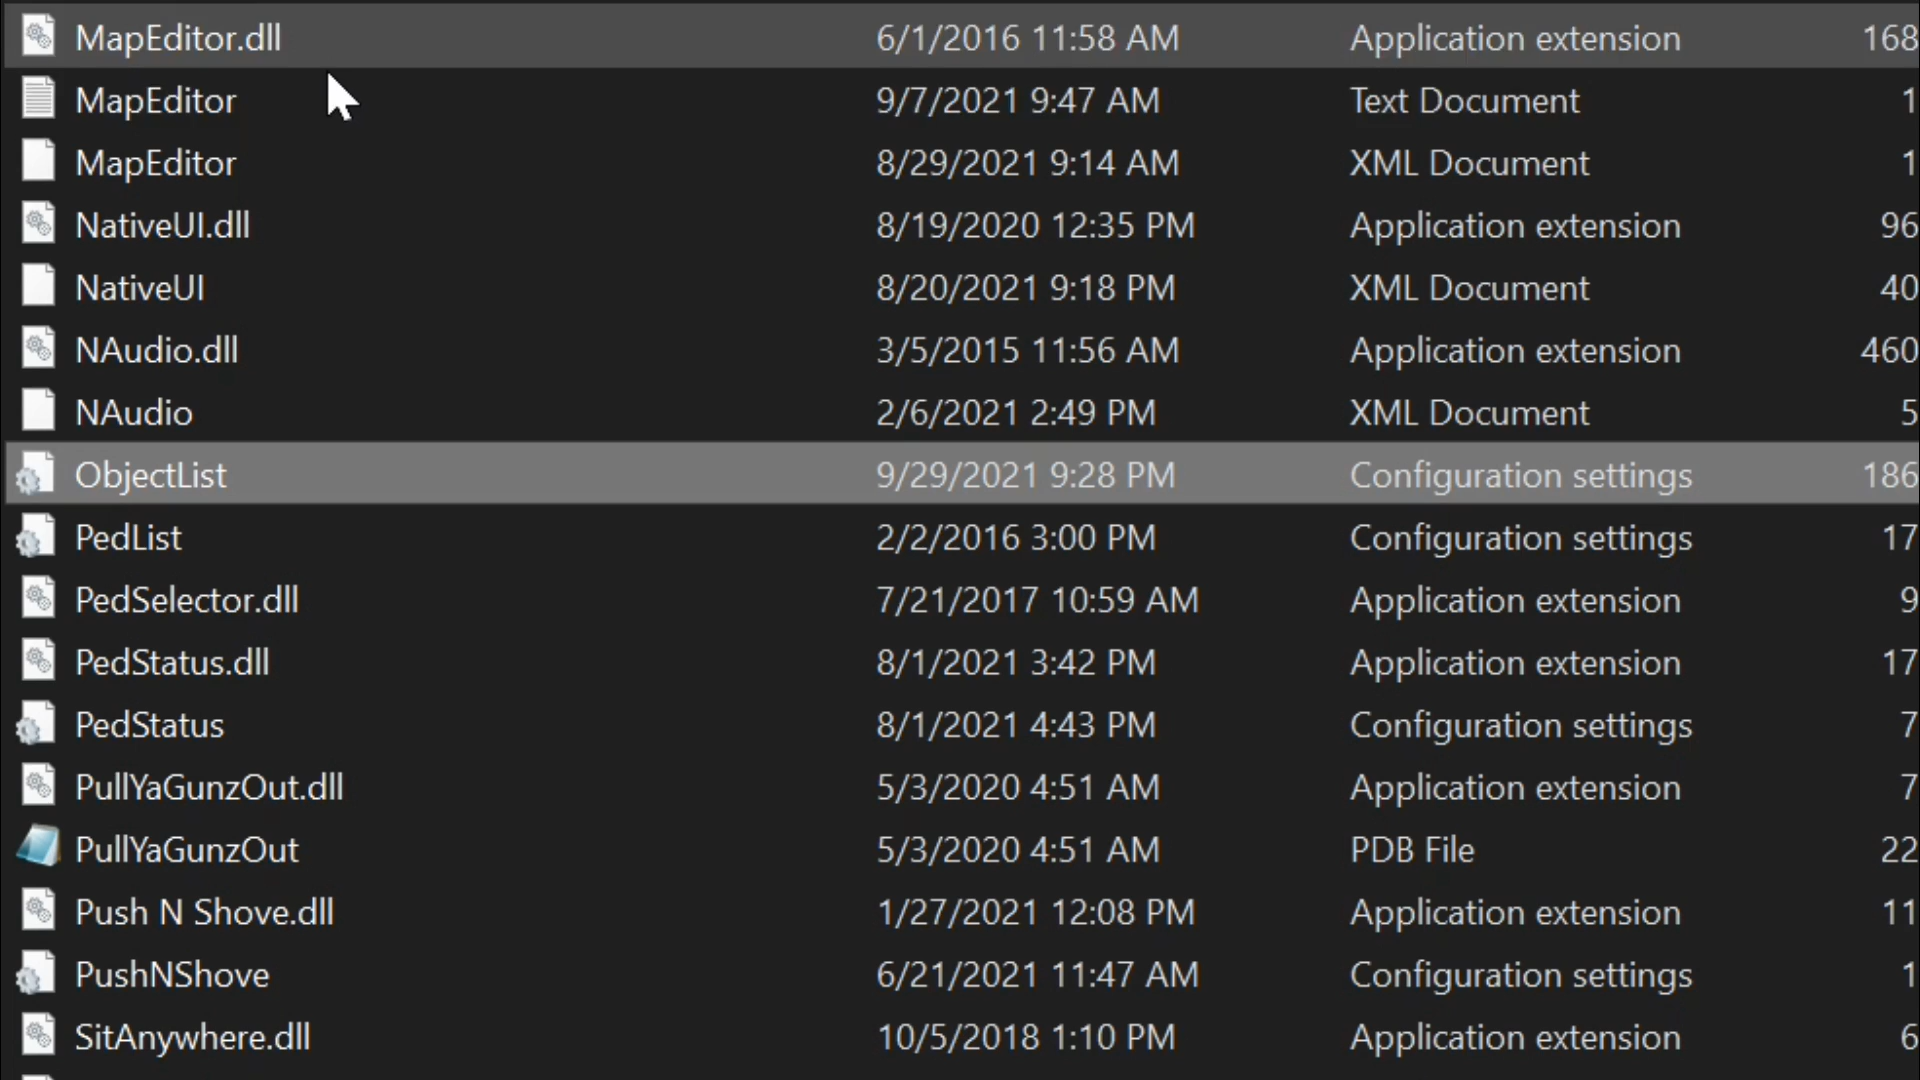 MapEditor.dll 6/1/2016 11:58 AM Application extension 168
MapEditor 9/7/2021 9:47 AM Text Document 1
MapEditor 8/29/2021 9:14 AM XML Document 1
NativeUI.dll 8/19/2020 12:35 PM Application extension 96
NativeUI 8/20/2021 9:18 PM XML Document 40
NAudio.dll 3/5/2015 11:56 AM Application extension 460
NAudio 2/6/2021 2:49 PM XML Document 5
ObjectList 9/29/2021 9:28 PM Configuration settings 186
PedList 2/2/2016 3:00 PM Configuration settings 17
PedSelector.dll 7/21/2017 10:59 AM Application extension 9
PedStatus.dll 8/1/2021 3:42 PM Application extension 17
PedStatus 8/1/2021 4:43 PM Configuration settings 7
PullYaGunzOut.dll 5/3/2020 4:51 AM Application extension 7
PullYaGunzOut 5/3/2020 4:51 AM PDB File 22
Push N Shove.dll 1/27/2021 12:08 PM Application extension 11
PushNShove 6/21/2021 11:47 AM Configuration settings 1
SitAnywhere.dll 10/5/2018 1:10 PM Application extension 6